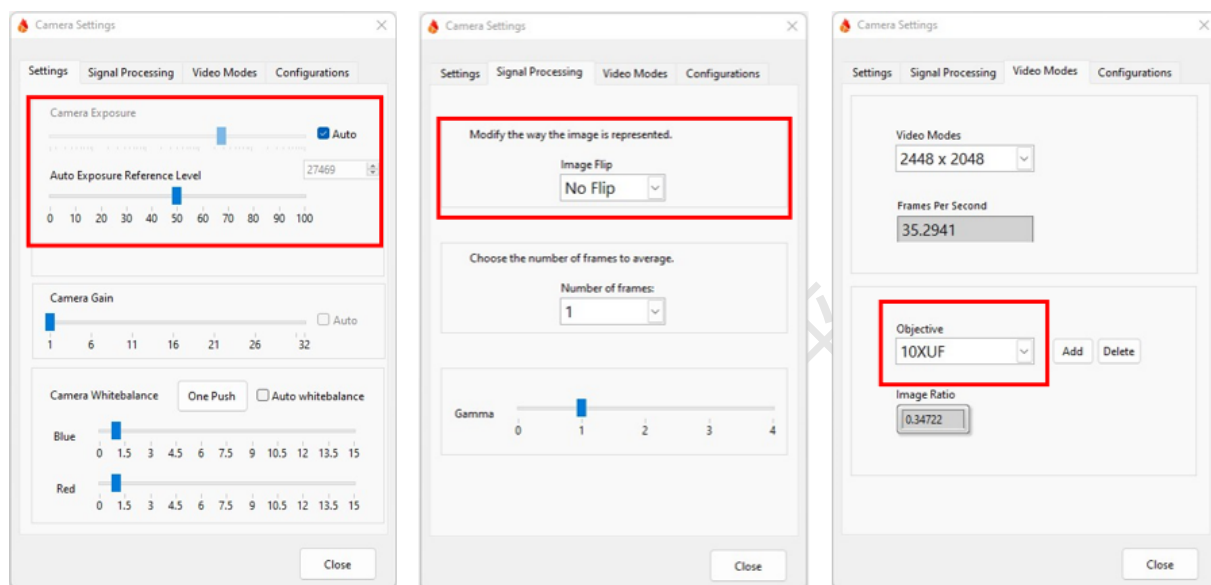 Camera Settings
Settings Signal Processing Video Modes Configurations
Camera Exposure
Auto
27469
Auto Exposure Reference Level
0 10 20 30 40 50 60 70 80 90 100
Camera Gain
Auto
1 6 11 16 21 26 32
Camera Whitebalance One Push Auto whitebalance
Blue
0 1.5 3 4.5 6 7.5 9 10.5 12 13.5 15
Red
0 1.5 3 4.5 6 7.5 9 10.5 12 13.5 15
Close
Camera Settings
Settings Signal Processing Video Modes Configurations
Modify the way the image is represented.
Image Flip
No Flip
Choose the number of frames to average.
Number of frames:
1
Gamma
0 1 2 3 4
Close
Camera Settings
Settings Signal Processing Video Modes Configurations
Video Modes
2448 x 2048
Frames Per Second
35.2941
Objective
10XUF Add Delete
Image Ratio
0.34722
Close